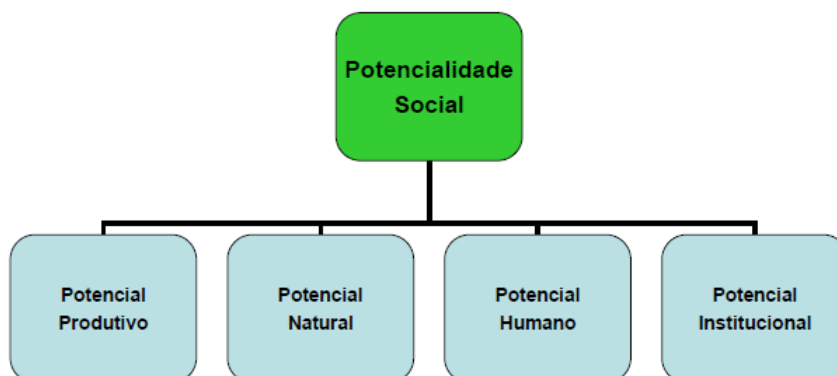 Potencialidade
Social
Potencial
Produtivo
Potencial
Natural
Potencial
Humano
Potencial
Institucional